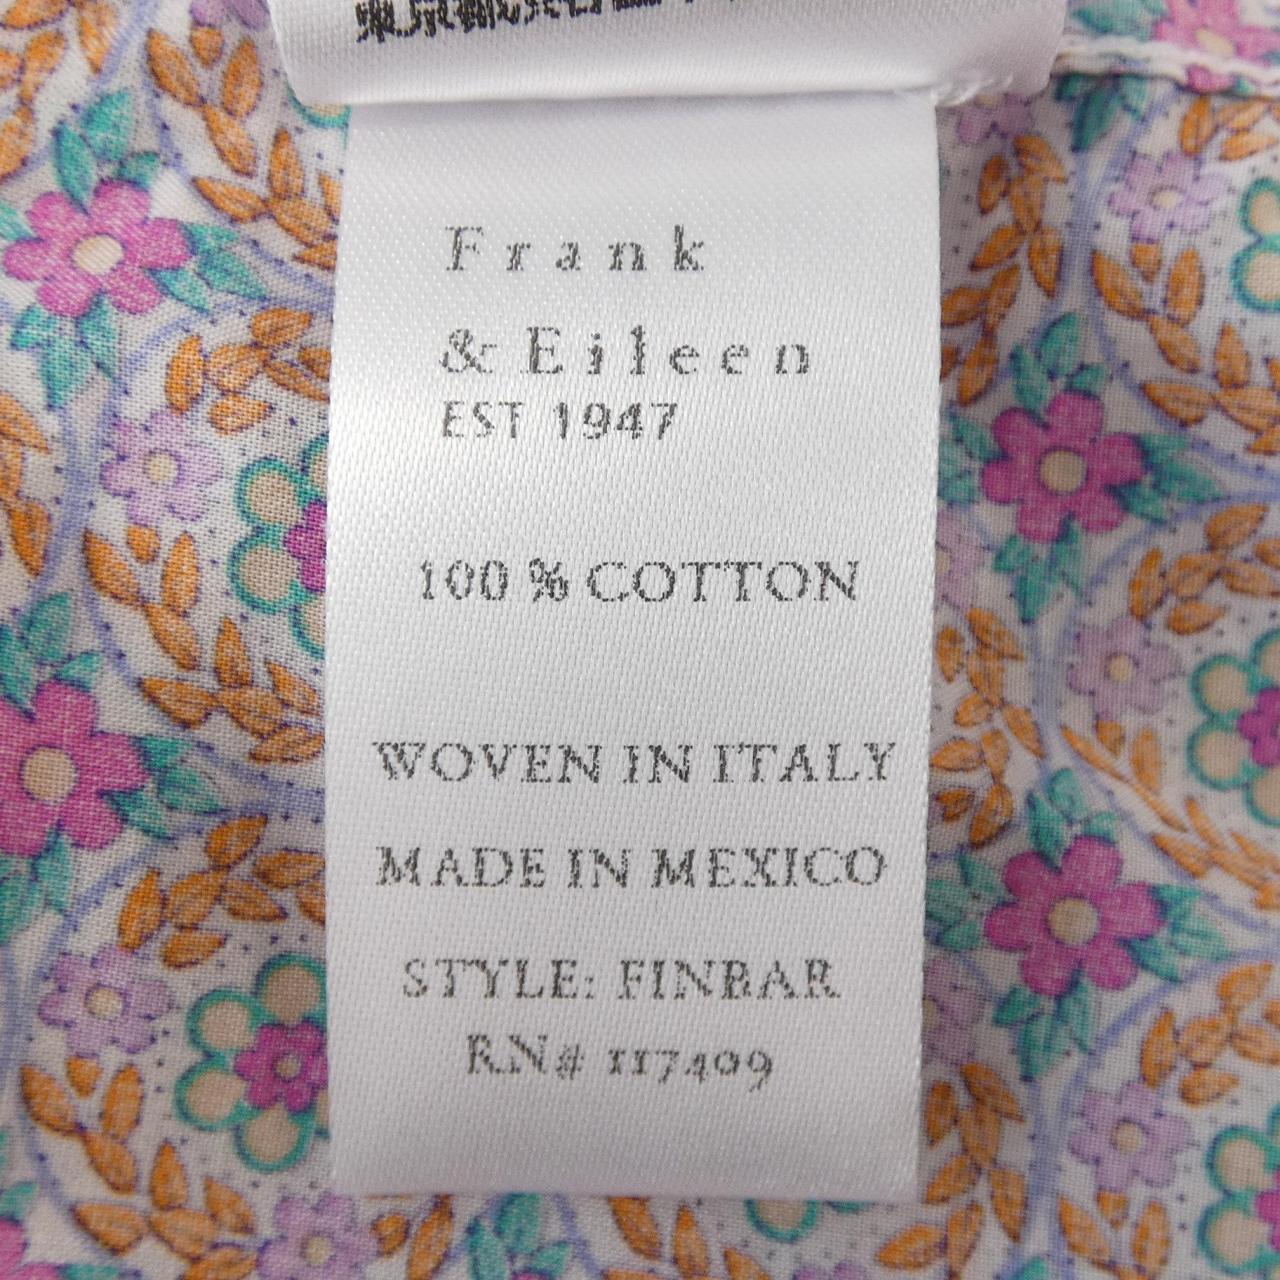 Frank
& Eileen
EST 1947
100 % COTTON
WOVEN IN ITALY
MADE IN MEXICO
STYLE: FINBAR
RN# 117409